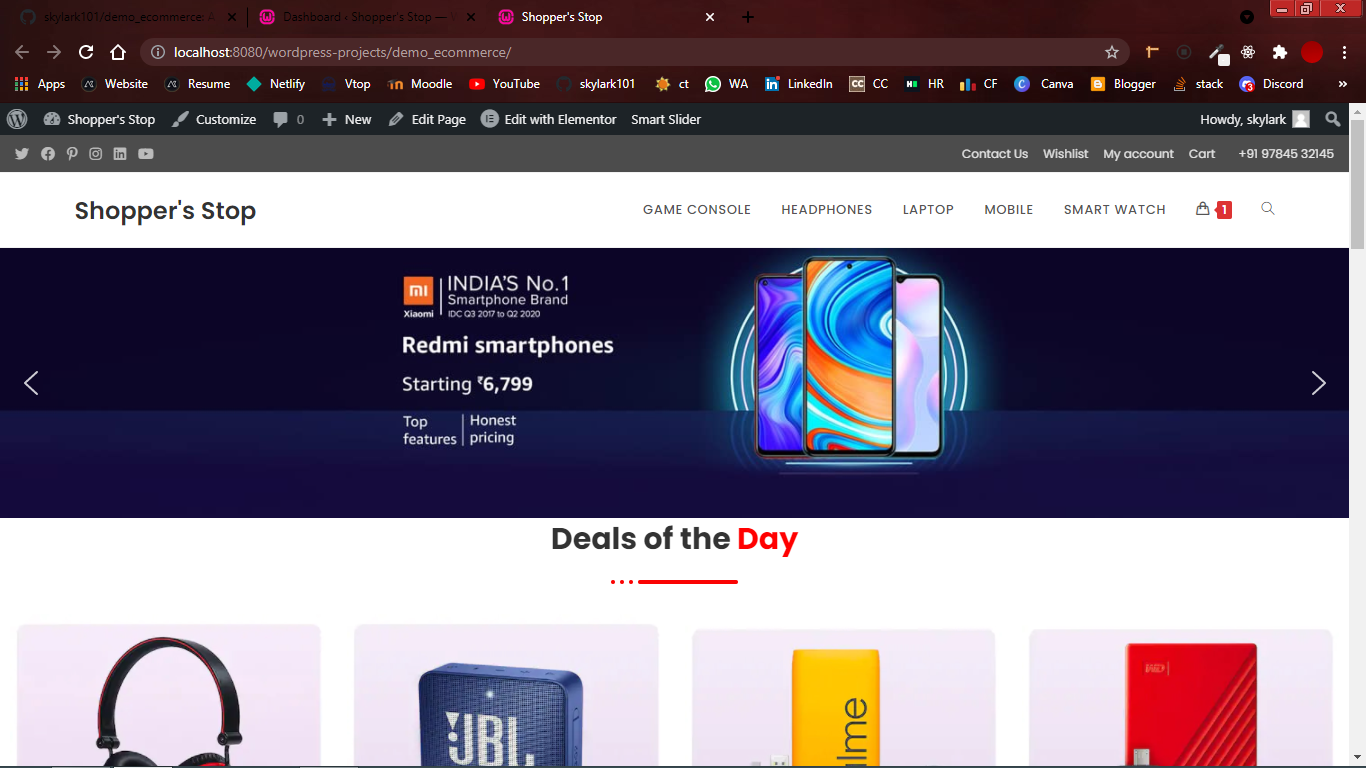 skylark101/demo_ecommerce: A
Dashboard ‹ Shopper's Stop — W
Shopper's Stop
localhost:8080/wordpress-projects/demo_ecommerce/
Apps Website Resume Netlify Vtop Moodle YouTube skylark101 ct WA LinkedIn CC HR CF Canva Blogger stack Discord »
Shopper's Stop Customize 0 New Edit Page Edit with Elementor Smart Slider Howdy, skylark
Contact Us Wishlist My account Cart +91 97845 32145
Shopper's Stop GAME CONSOLE HEADPHONES LAPTOP MOBILE SMART WATCH 1
mi
Xiaomi
INDIA'S No.1
Smartphone Brand
IDC Q3 2017 to Q2 2020
Redmi smartphones
Starting ₹6,799
Top features
Honest pricing
Deals of the Day
JBL
WD